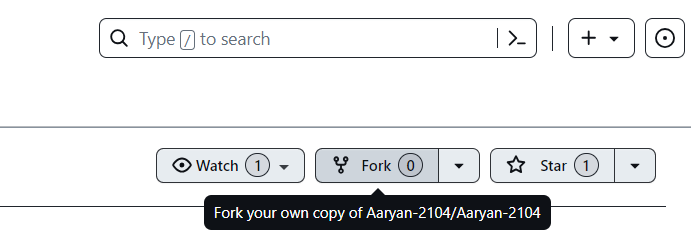 Type / to search
Watch 1
Fork 0
Star 1
Fork your own copy of Aaryan-2104/Aaryan-2104